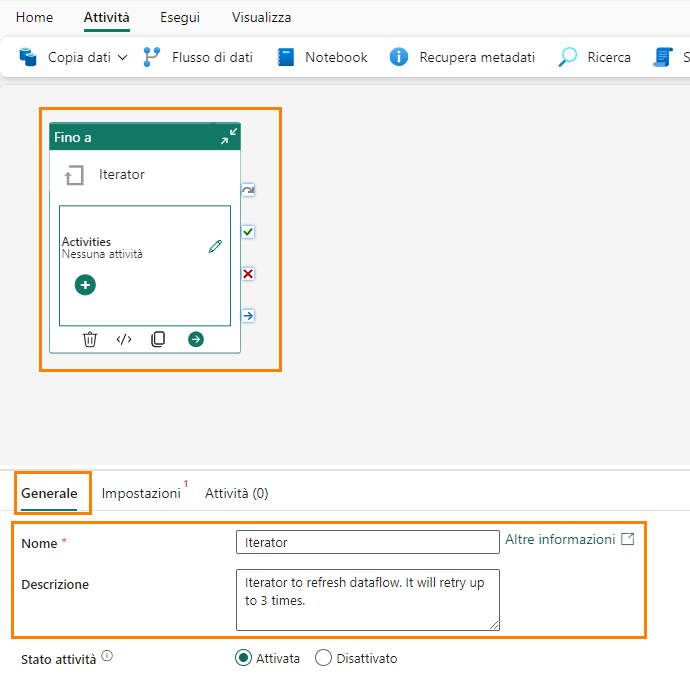 Home Attività Esegui Visualizza
Copia dati Flusso di dati Notebook Recupera metadati Ricerca S
Fino a
Iterator
Activities
Nessuna attività
Generale Impostazioni 1 Attività (0)
Nome * Iterator Altre informazioni
Descrizione Iterator to refresh dataflow. It will retry up
to 3 times.
Stato attività Attivata Disattivato